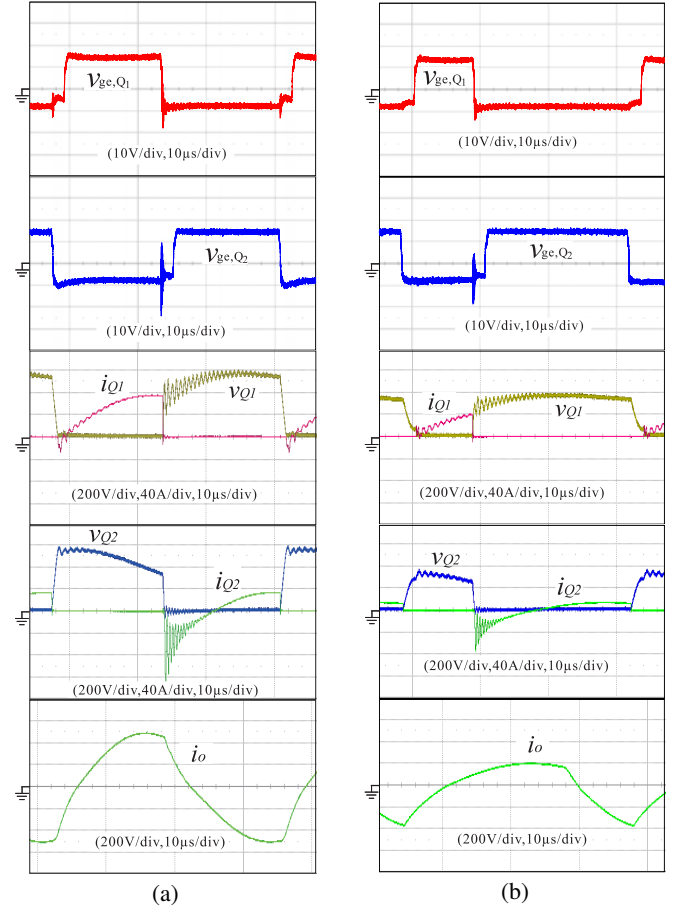 v_ge,Q1
(10V/div,10µs/div)
v_ge,Q2
(10V/div,10µs/div)
i_Q1
v_Q1
(200V/div,40A/div,10µs/div)
v_Q2
i_Q2
(200V/div,40A/div,10µs/div)
i_o
(200V/div,10µs/div)
(a)
v_ge,Q1
(10V/div,10µs/div)
v_ge,Q2
(10V/div,10µs/div)
i_Q1
v_Q1
(200V/div,40A/div,10µs/div)
v_Q2
i_Q2
(200V/div,40A/div,10µs/div)
i_o
(200V/div,10µs/div)
(b)